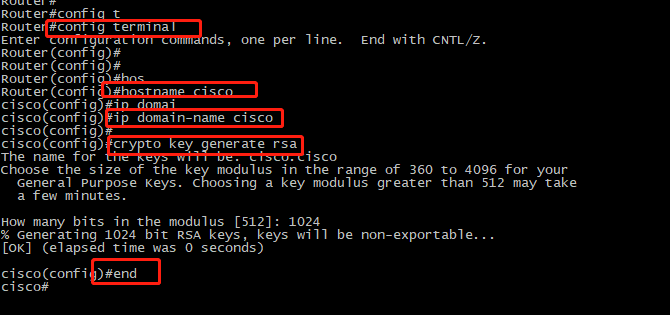 Router#
Router#config t
Router#config terminal
Enter configuration commands, one per line.  End with CNTL/Z.
Router(config)#
Router(config)#
Router(config)#hos
Router(config)#hostname cisco
cisco(config)#ip domai
cisco(config)#ip domain-name cisco
cisco(config)#
cisco(config)#crypto key generate rsa
The name for the keys will be: cisco.cisco
Choose the size of the key modulus in the range of 360 to 4096 for your
  General Purpose Keys. Choosing a key modulus greater than 512 may take
  a few minutes.
How many bits in the modulus [512]: 1024
% Generating 1024 bit RSA keys, keys will be non-exportable...
[OK] (elapsed time was 0 seconds)
cisco(config)#end
cisco#